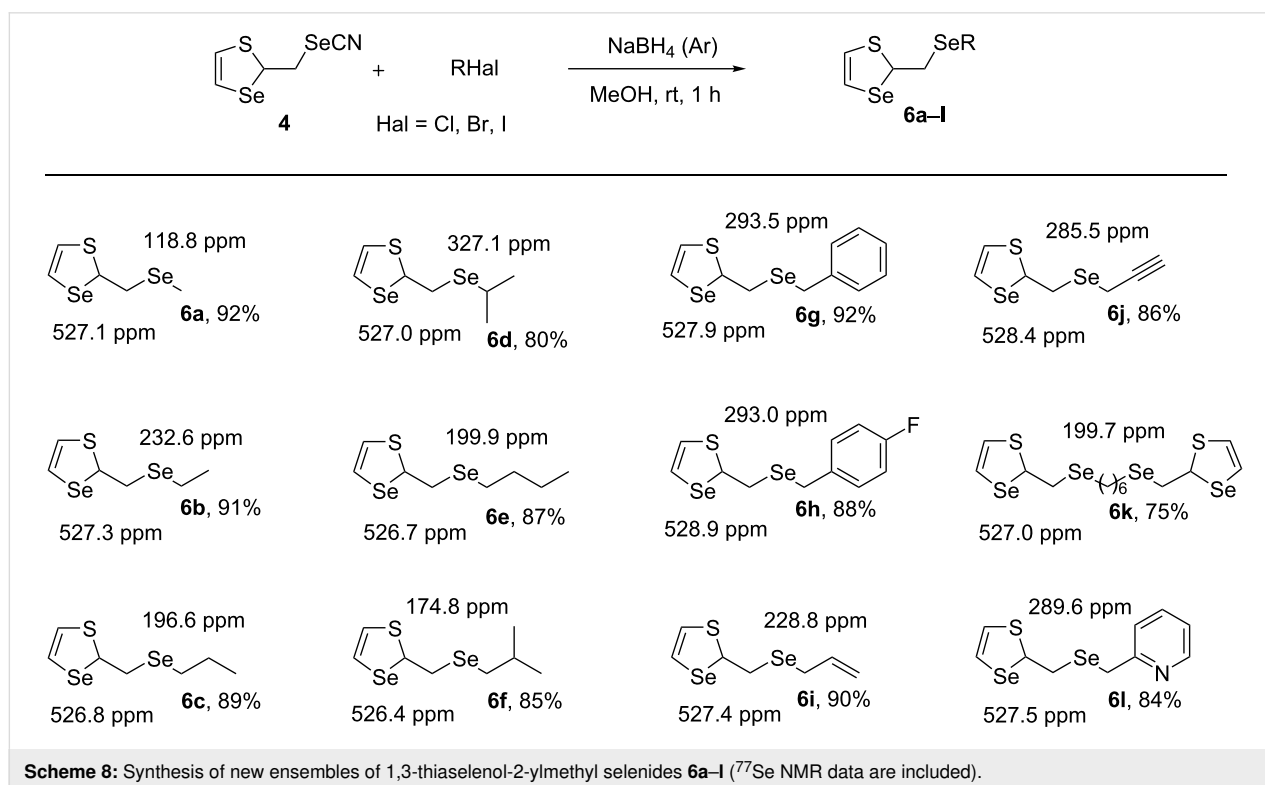 S
SeCN
Se
4
+
RHal
Hal = Cl, Br, I
NaBH4 (Ar)
MeOH, rt, 1 h
S
SeR
Se
6a–l
118.8 ppm
S
Se
Se
6a, 92%
527.1 ppm
327.1 ppm
S
Se
Se
6d, 80%
527.0 ppm
293.5 ppm
S
Se
Se
6g, 92%
527.9 ppm
285.5 ppm
S
Se
Se
6j, 86%
528.4 ppm
232.6 ppm
S
Se
Se
6b, 91%
527.3 ppm
199.9 ppm
S
Se
Se
6e, 87%
526.7 ppm
293.0 ppm
S
F
Se
Se
6h, 88%
528.9 ppm
199.7 ppm
S
S
Se
( )6
Se
Se
Se
6k, 75%
527.0 ppm
196.6 ppm
S
Se
Se
6c, 89%
526.8 ppm
174.8 ppm
S
Se
Se
6f, 85%
526.4 ppm
228.8 ppm
S
Se
Se
6i, 90%
527.4 ppm
289.6 ppm
S
Se
Se
N
6l, 84%
527.5 ppm
Scheme 8: Synthesis of new ensembles of 1,3-thiaselenol-2-ylmethyl selenides 6a–l (77Se NMR data are included).